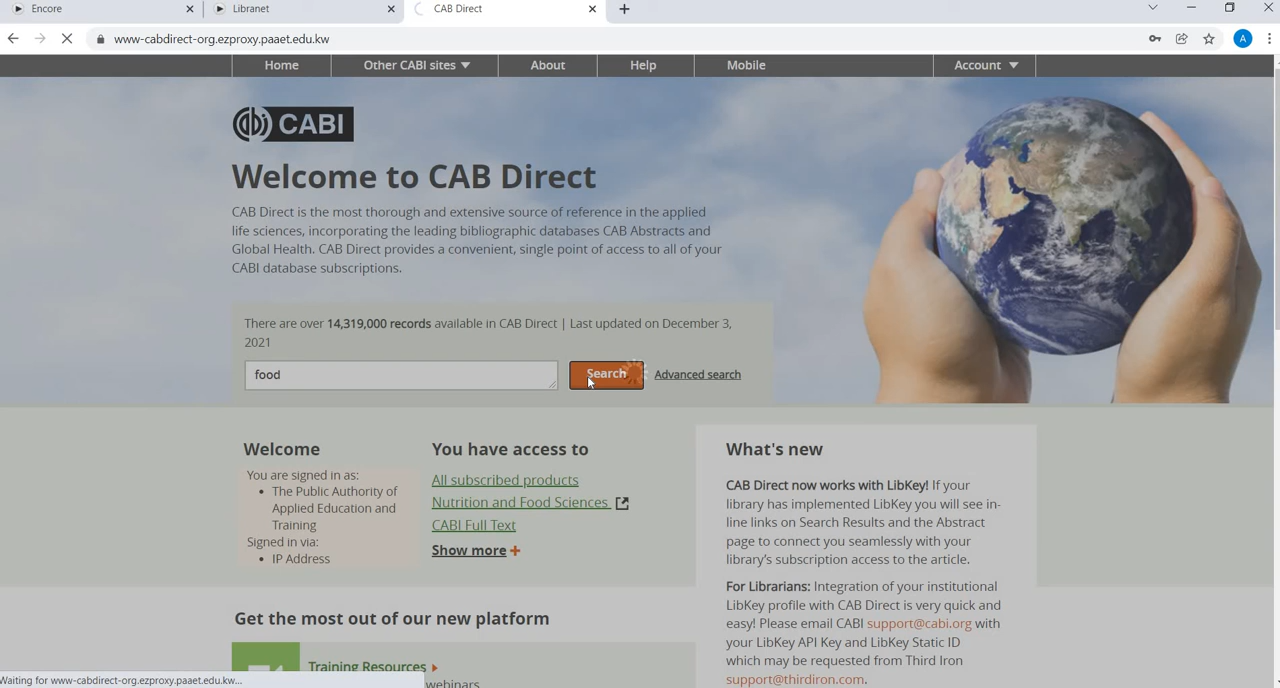 Encore
Libranet
CAB Direct
www-cabdirect-org.ezproxy.paaet.edu.kw
A
Home
Other CABI sites
About
Help
Mobile
Account
CABI
Welcome to CAB Direct
CAB Direct is the most thorough and extensive source of reference in the applied
life sciences, incorporating the leading bibliographic databases CAB Abstracts and
Global Health. CAB Direct provides a convenient, single point of access to all of your
CABI database subscriptions.
There are over 14,319,000 records available in CAB Direct | Last updated on December 3,
2021
food
Search
Advanced search
Welcome
You are signed in as:
The Public Authority of
Applied Education and
Training
Signed in via:
IP Address
You have access to
All subscribed products
Nutrition and Food Sciences
CABI Full Text
Show more +
What's new
CAB Direct now works with LibKey! If your
library has implemented LibKey you will see in-
line links on Search Results and the Abstract
page to connect you seamlessly with your
library's subscription access to the article.
For Librarians: Integration of your institutional
LibKey profile with CAB Direct is very quick and
easy! Please email CABI support@cabi.org with
your LibKey API Key and LibKey Static ID
which may be requested from Third Iron
support@thirdiron.com.
Get the most out of our new platform
Training Resources
webinars
Waiting for www-cabdirect-org.ezproxy.paaet.edu.kw...